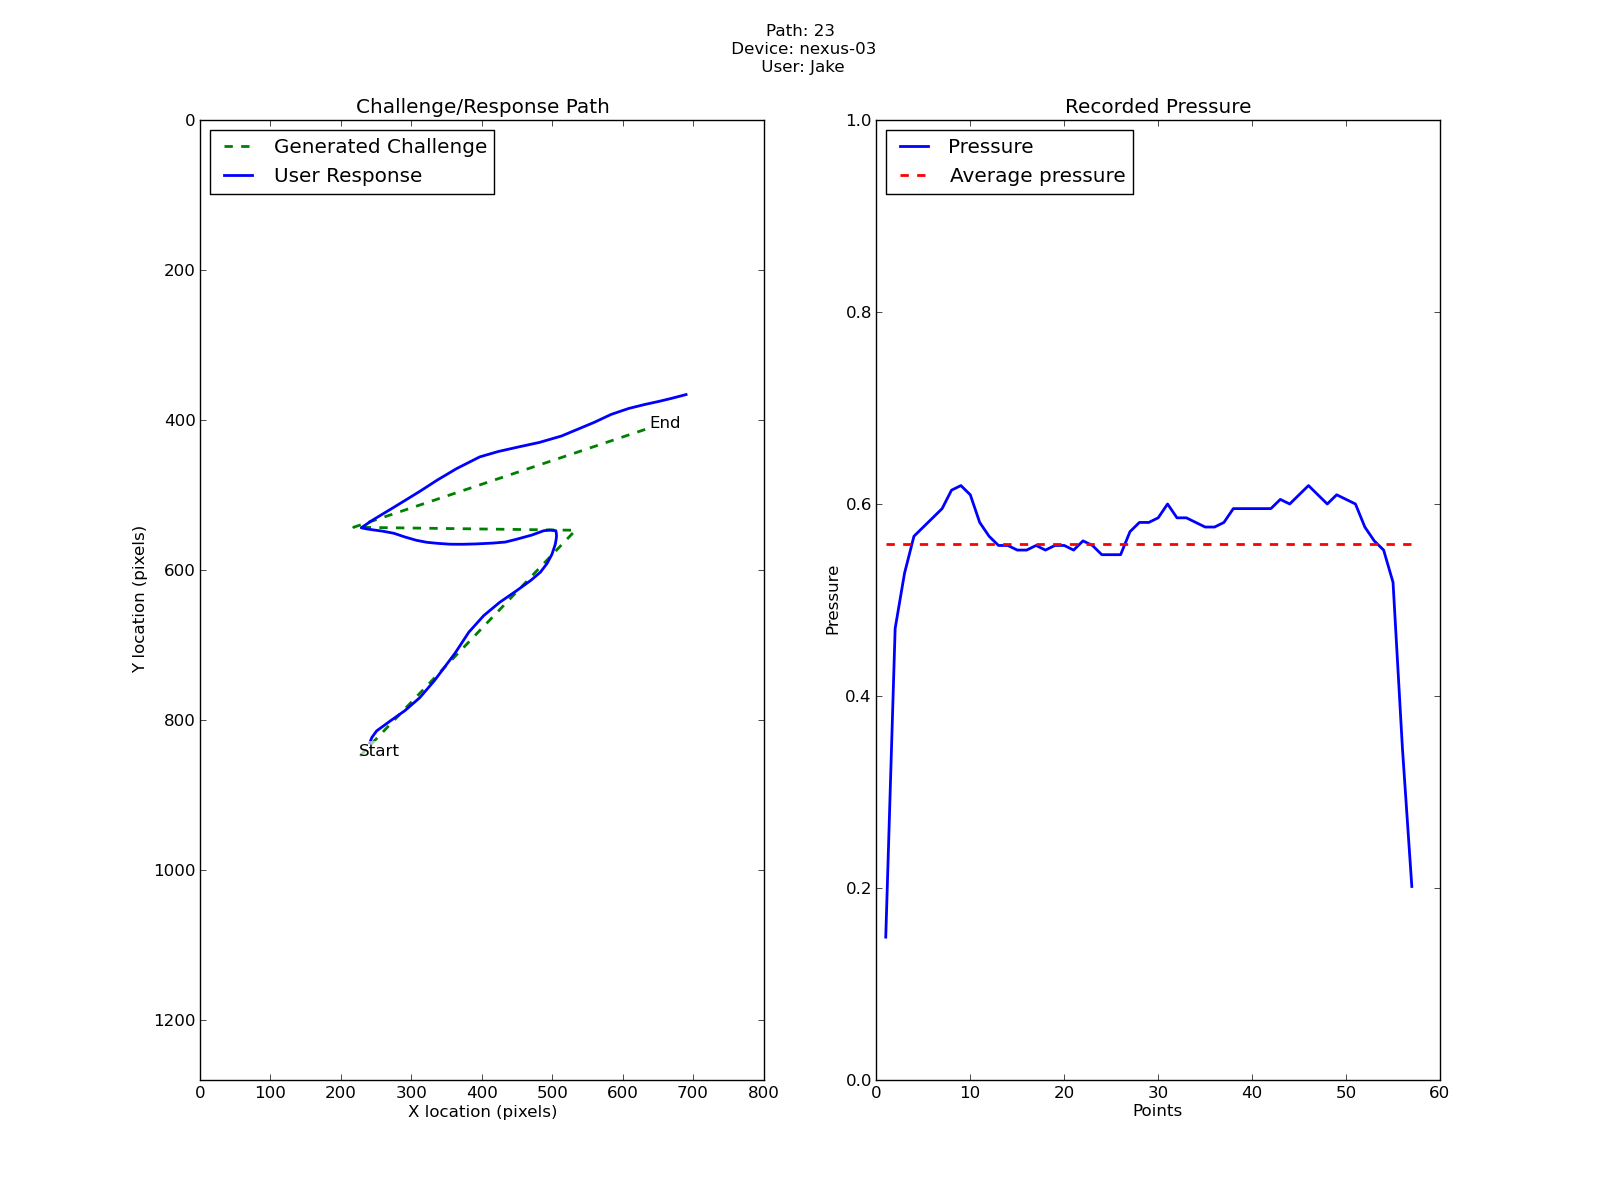 Path: 23
Device: nexus-03
User: Jake
Challenge/Response Path
Generated Challenge
User Response
0
200
400
600
800
1000
1200
Y location (pixels)
End
Start
0 100 200 300 400 500 600 700 800
X location (pixels)
Recorded Pressure
Pressure
Average pressure
1.0
0.8
0.6
0.4
0.2
0.0
Pressure
0 10 20 30 40 50 60
Points